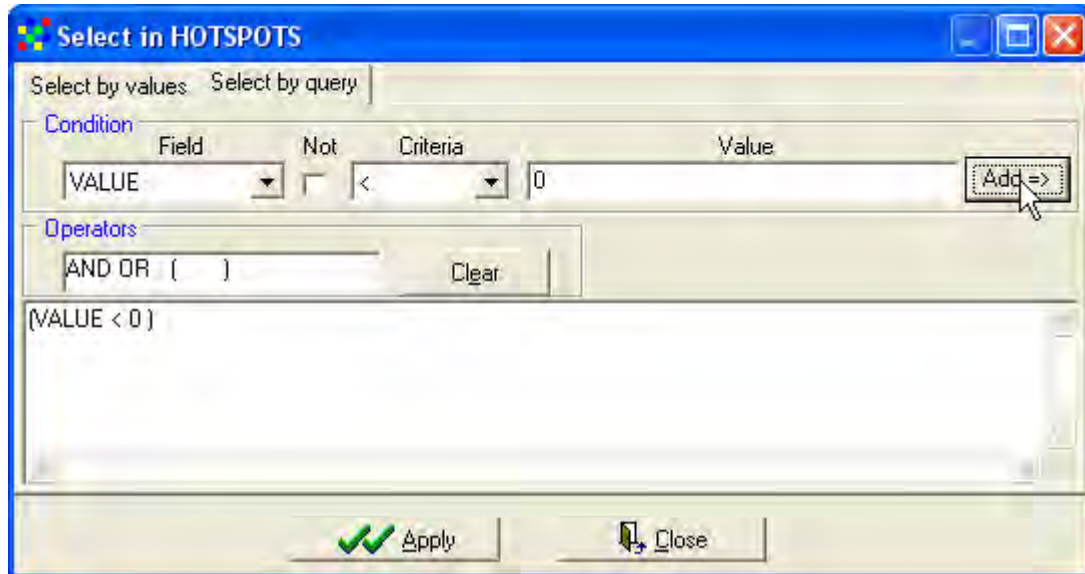 Select in HOTSPOTS
Select by values Select by query
Condition
Field Not Criteria Value
VALUE < 0 Add =>
Operators
AND OR ( ) Clear
(VALUE < 0 )
Apply Close